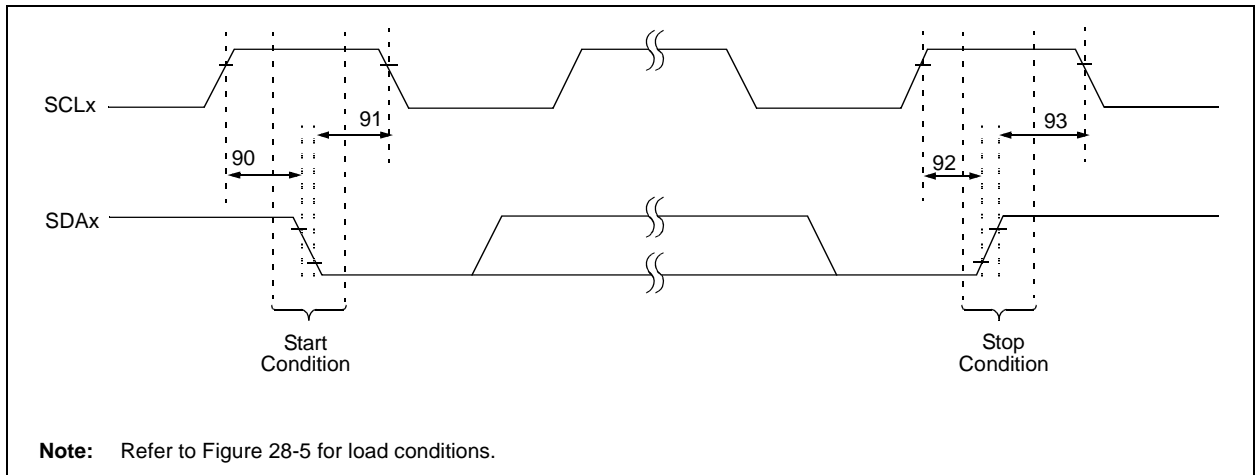 SCLx
91
93
90
92
SDAx
Start
Condition
Stop
Condition
Note: Refer to Figure 28-5 for load conditions.